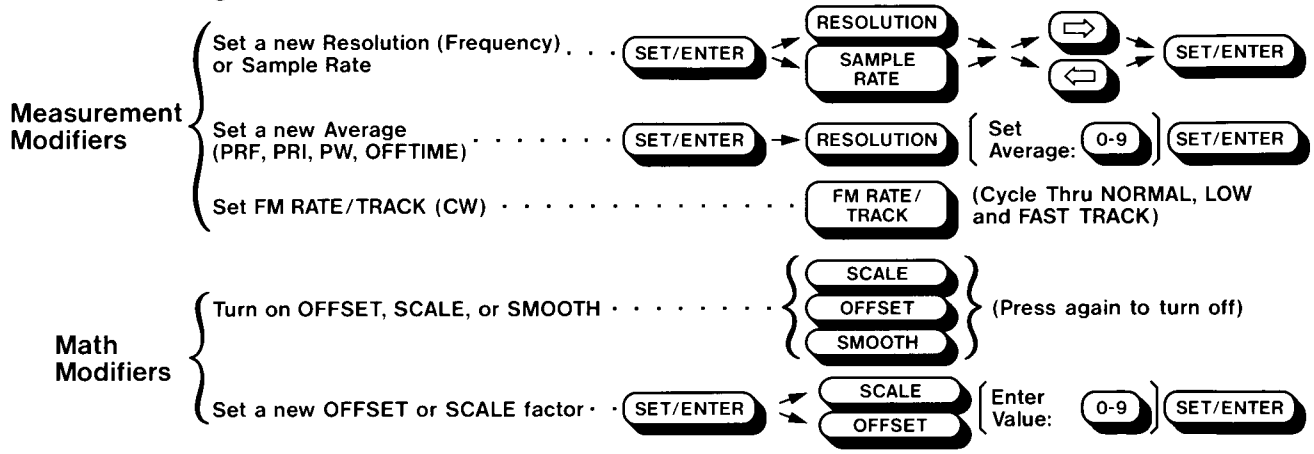 Set a new Resolution (Frequency) . . . SET/ENTER RESOLUTION SET/ENTER
or Sample Rate SAMPLE RATE
Measurement
Modifiers
Set a new Average
(PRF, PRI, PW, OFFTIME) . . . . . . . SET/ENTER RESOLUTION Set Average: 0-9 SET/ENTER
Set FM RATE/TRACK (CW) . . . . . . . . . . . . . . FM RATE/ TRACK (Cycle Thru NORMAL, LOW
and FAST TRACK)
SCALE
Turn on OFFSET, SCALE, or SMOOTH . . . . . . . . OFFSET (Press again to turn off)
SMOOTH
Math
Modifiers
Set a new OFFSET or SCALE factor . . SET/ENTER SCALE OFFSET Enter Value: 0-9 SET/ENTER